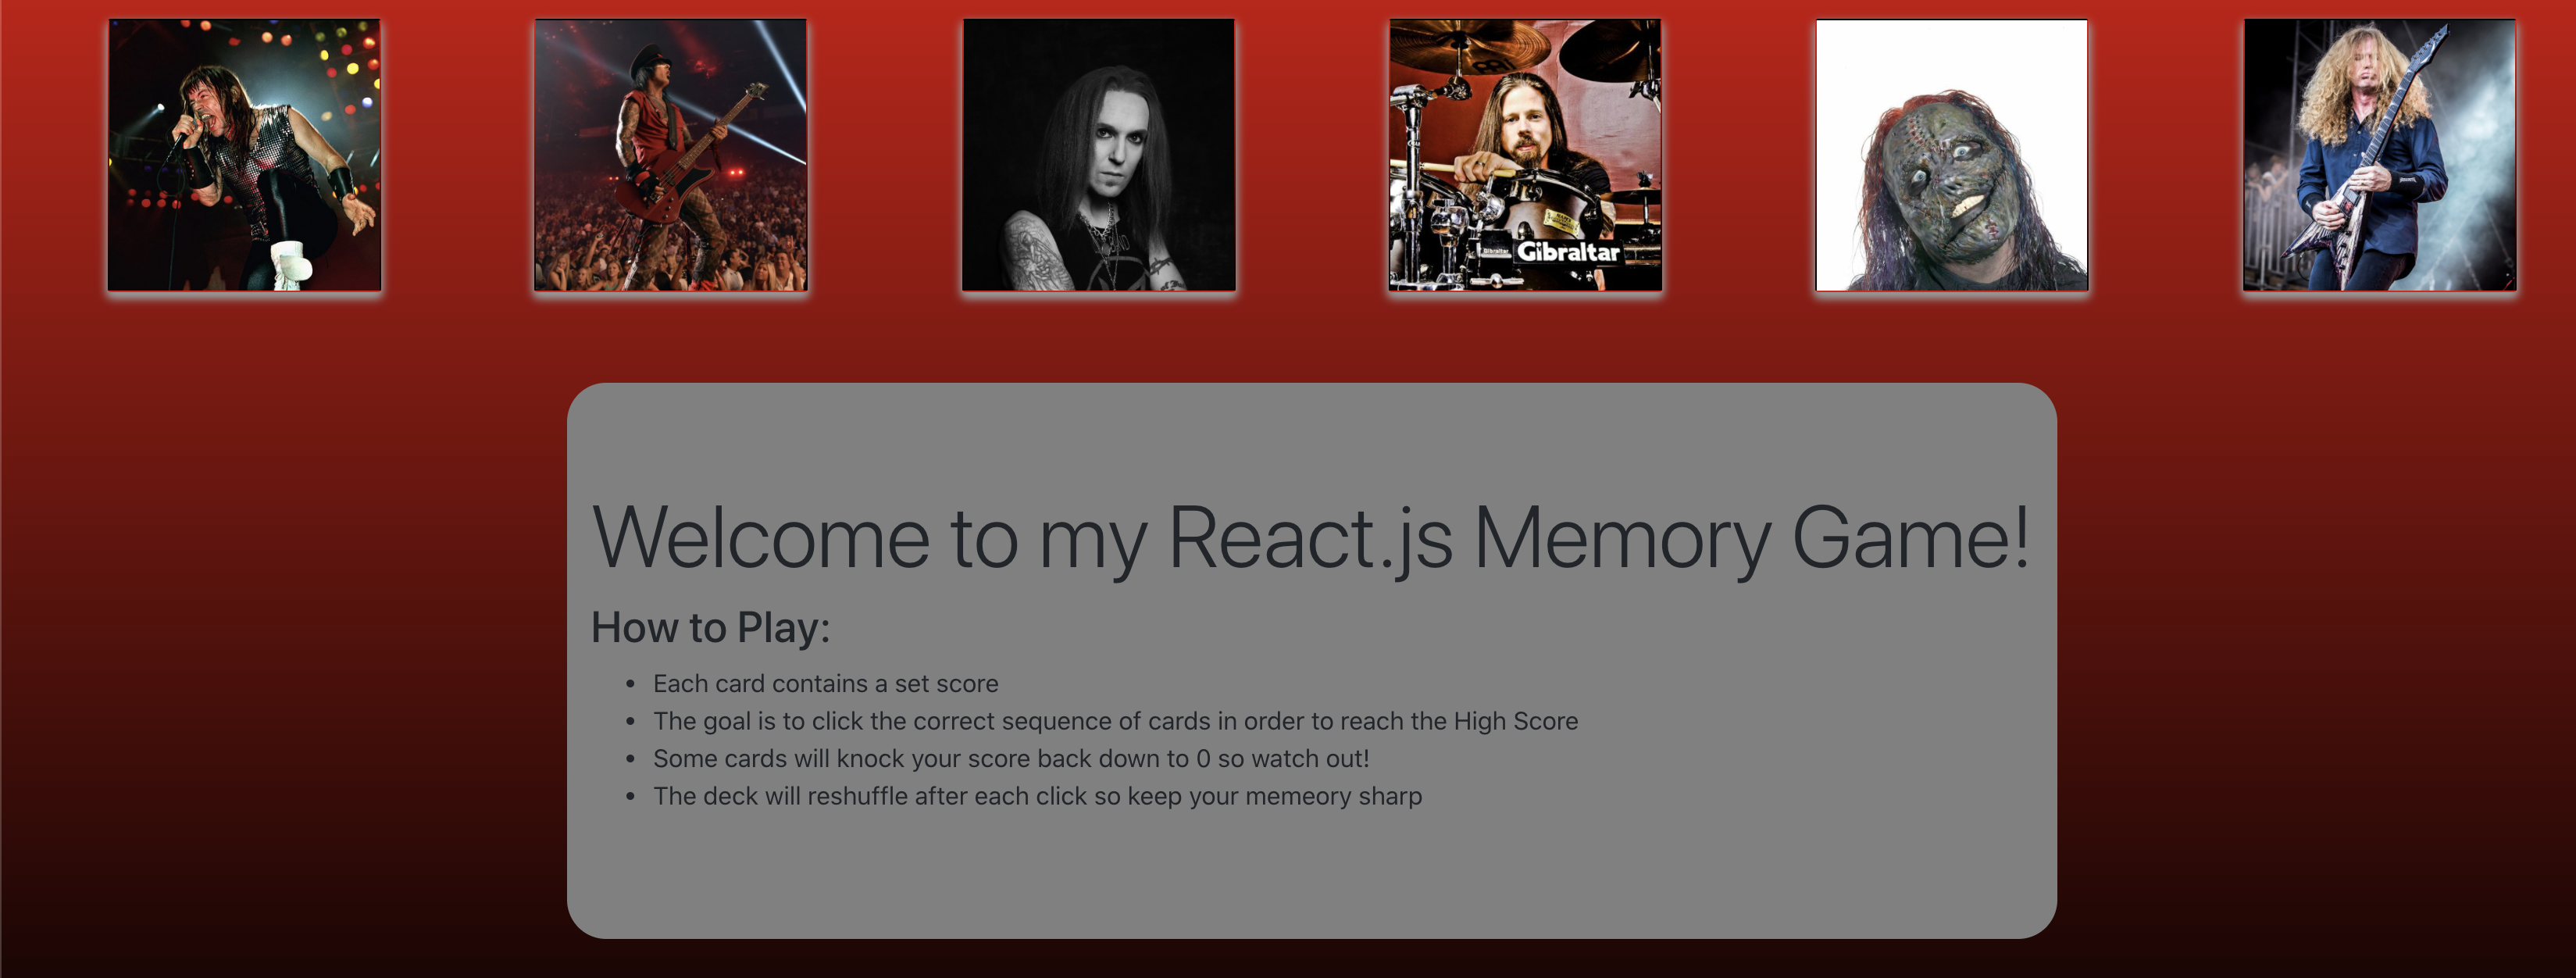 Gibraltar
Welcome to my React.js Memory Game!
How to Play:
• Each card contains a set score
• The goal is to click the correct sequence of cards in order to reach the High Score
• Some cards will knock your score back down to 0 so watch out!
• The deck will reshuffle after each click so keep your memeory sharp